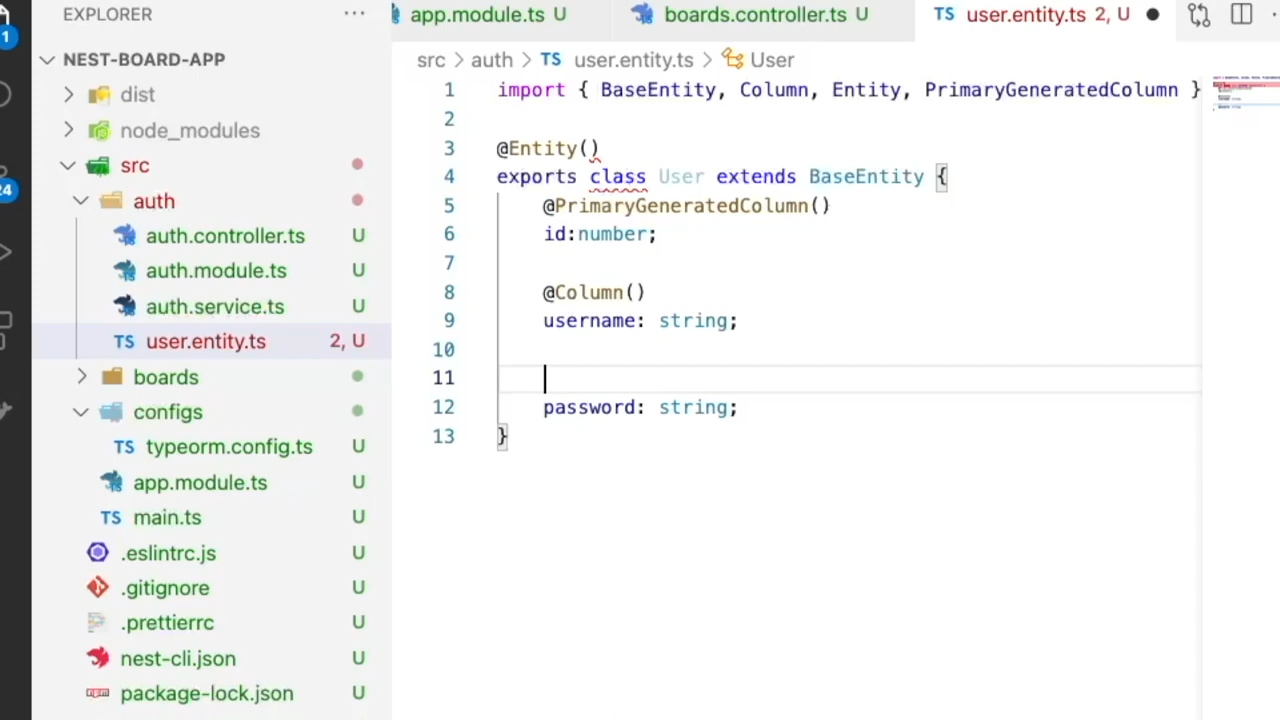 EXPLORER
···
app.module.ts U
boards.controller.ts U
TS user.entity.ts 2, U
1
24
NEST-BOARD-APP
dist
node_modules
src
auth
auth.controller.ts U
auth.module.ts U
auth.service.ts U
TS user.entity.ts 2, U
boards
configs
TS typeorm.config.ts U
app.module.ts U
TS main.ts U
.eslintrc.js U
.gitignore U
.prettierrc U
nest-cli.json U
package-lock.json U
src > auth > TS user.entity.ts > User
1 import { BaseEntity, Column, Entity, PrimaryGeneratedColumn }
2
3 @Entity()
4 exports class User extends BaseEntity {
5 @PrimaryGeneratedColumn()
6 id:number;
7
8 @Column()
9 username: string;
10
11
12 password: string;
13 }